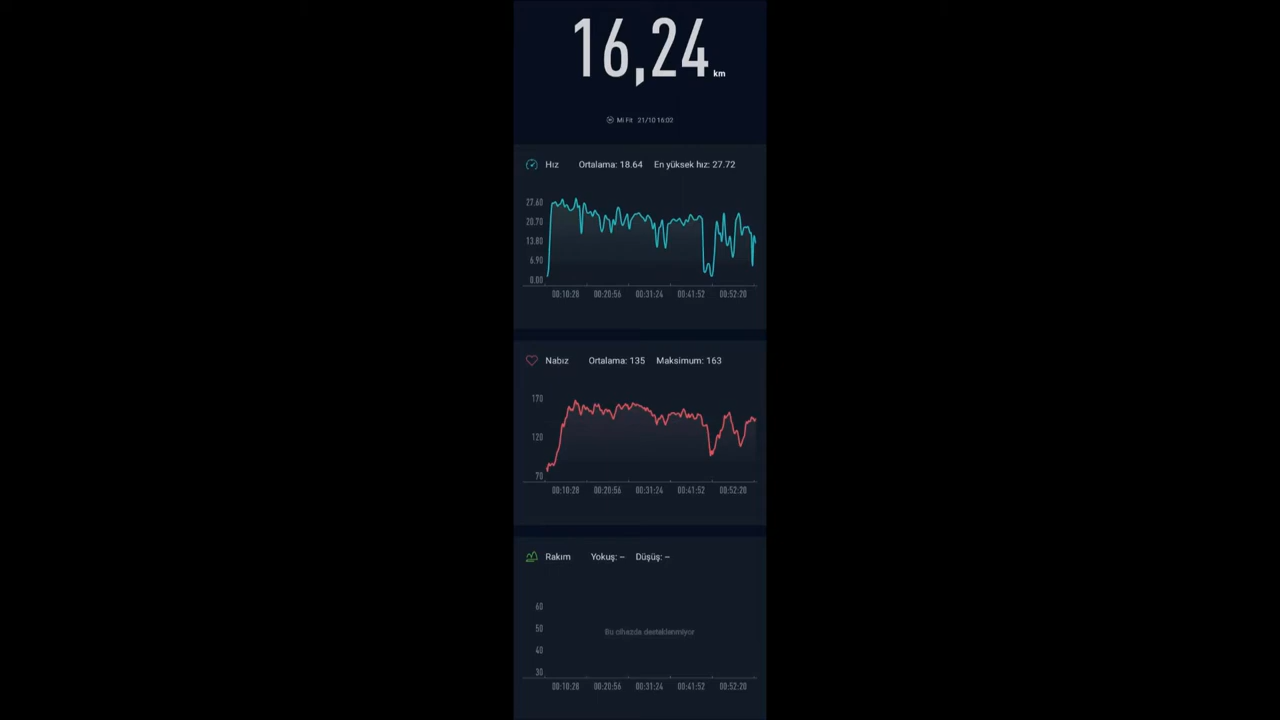 16,24 km
Mi Fit 21/10 16:02
Hız Ortalama: 18.64 En yüksek hız: 27.72
27.60
20.70
13.80
6.90
0.00
00:10:28 00:20:56 00:31:24 00:41:52 00:52:20
Nabız Ortalama: 135 Maksimum: 163
170
120
70
00:10:28 00:20:56 00:31:24 00:41:52 00:52:20
Rakım Yokuş: -- Düşüş: --
60
50
Bu cihazda desteklenmiyor
40
30
00:10:28 00:20:56 00:31:24 00:41:52 00:52:20